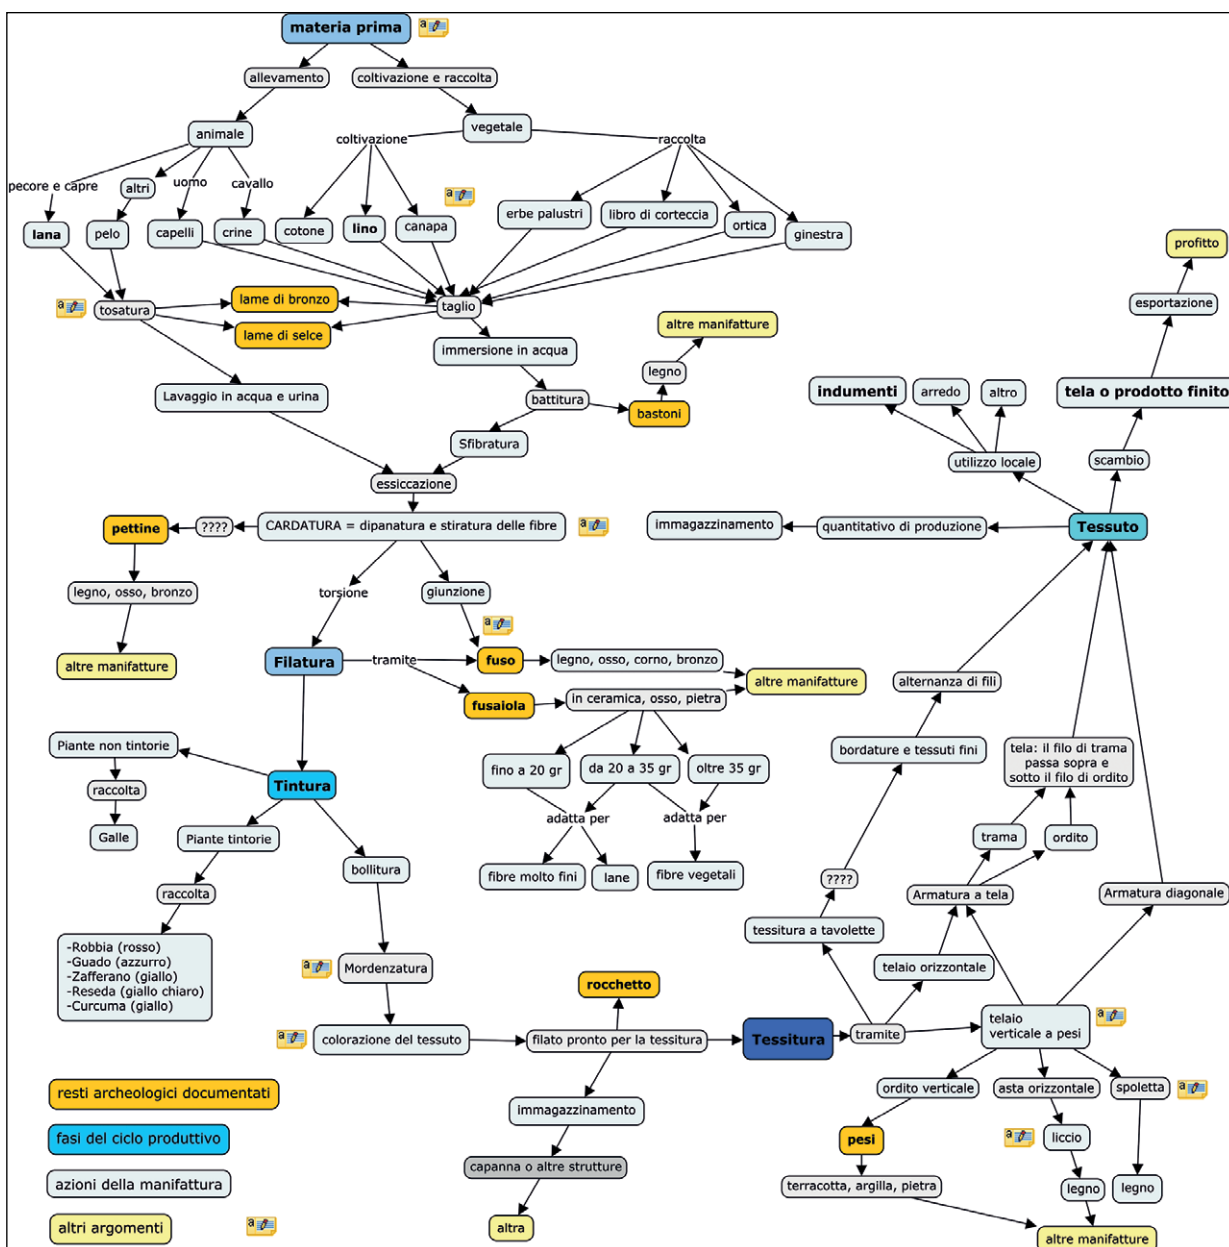 materia prima
allevamento
coltivazione e raccolta
animale
vegetale
coltivazione
raccolta
pecore e capre
altri
uomo
cavallo
lana
pelo
capelli
crine
cotone
lino
canapa
erbe palustri
libro di corteccia
ortica
ginestra
tosatura
lame di bronzo
lame di selce
taglio
immersione in acqua
altre manifatture
legno
Lavaggio in acqua e urina
battitura
bastoni
Sfibratura
essiccazione
profitto
esportazione
indumenti
arredo
altro
tela o prodotto finito
utilizzo locale
scambio
pettine
????
CARDATURA = dipanatura e stiratura delle fibre
immagazzinamento
quantitativo di produzione
Tessuto
legno, osso, bronzo
altre manifatture
torsione
giunzione
Filatura
tramite
fuso
legno, osso, corno, bronzo
fusaiola
in ceramica, osso, pietra
altre manifatture
alternanza di fili
bordature e tessuti fini
tela: il filo di trama
passa sopra e
sotto il filo di ordito
Piante non tintorie
raccolta
Galle
Tintura
fino a 20 gr
da 20 a 35 gr
oltre 35 gr
adatta per
adatta per
fibre molto fini
lane
fibre vegetali
Piante tintorie
bollitura
raccolta
trama
ordito
????
Armatura a tela
Armatura diagonale
-Robbia (rosso)
-Guado (azzurro)
-Zafferano (giallo)
-Reseda (giallo chiaro)
-Curcuma (giallo)
Mordenzatura
tessitura a tavolette
telaio orizzontale
rocchetto
colorazione del tessuto
filato pronto per la tessitura
Tessitura
tramite
telaio
verticale a pesi
ordito verticale
asta orizzontale
spoletta
resti archeologici documentati
fasi del ciclo produttivo
azioni della manifattura
altri argomenti
immagazzinamento
capanna o altre strutture
altra
pesi
liccio
terracotta, argilla, pietra
legno
legno
altre manifatture
a
a
a
a
a
a
a
a
a
a
a